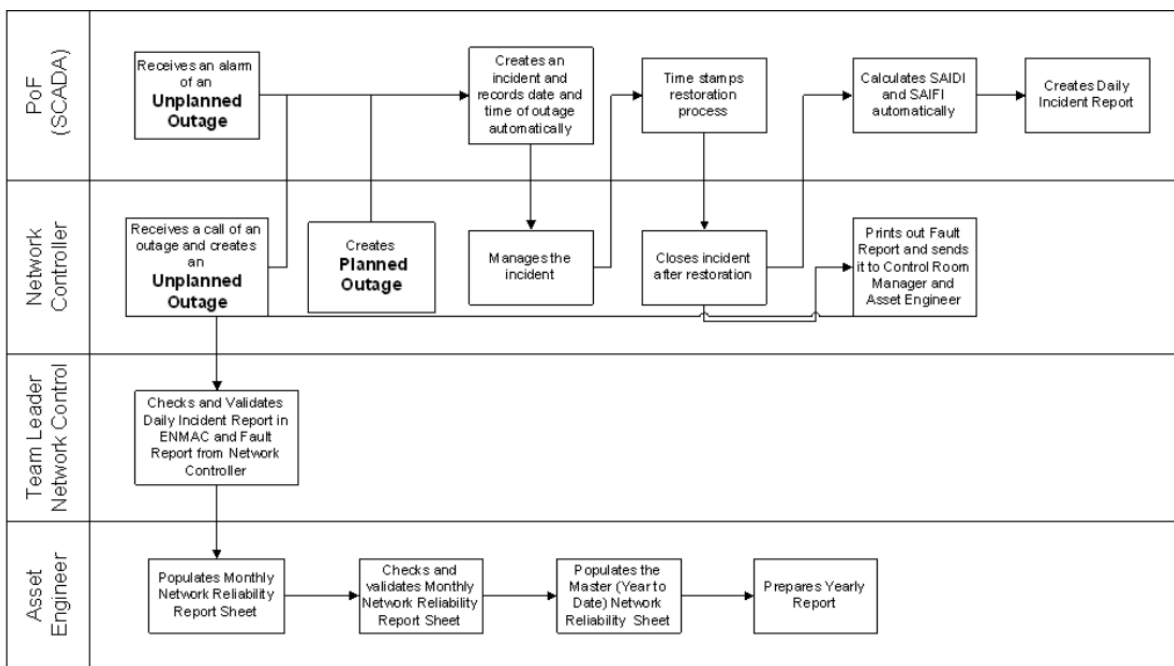 PoF
(SCADA)
Receives an alarm
of an
Unplanned
Outage
Creates an
incident and
records date and
time of outage
automatically
Time stamps
restoration
process
Calculates SAIDI
and SAIFI
automatically
Creates Daily
Incident Report
Network
Controller
Receives a call of an
outage and creates
an
Unplanned
Outage
Creates
Planned
Outage
Manages the
incident
Closes incident
after restoration
Prints out Fault
Report and sends
it to Control Room
Manager and
Asset Engineer
Team Leader
Network Control
Checks and Validates
Daily Incident Report in
ENMAC and Fault
Report from Network
Controller
Asset
Engineer
Populates Monthly
Network Reliability
Report Sheet
Checks and
validates Monthly
Network Reliability
Report Sheet
Populates the
Master (Year to
Date) Network
Reliability Sheet
Prepares Yearly
Report